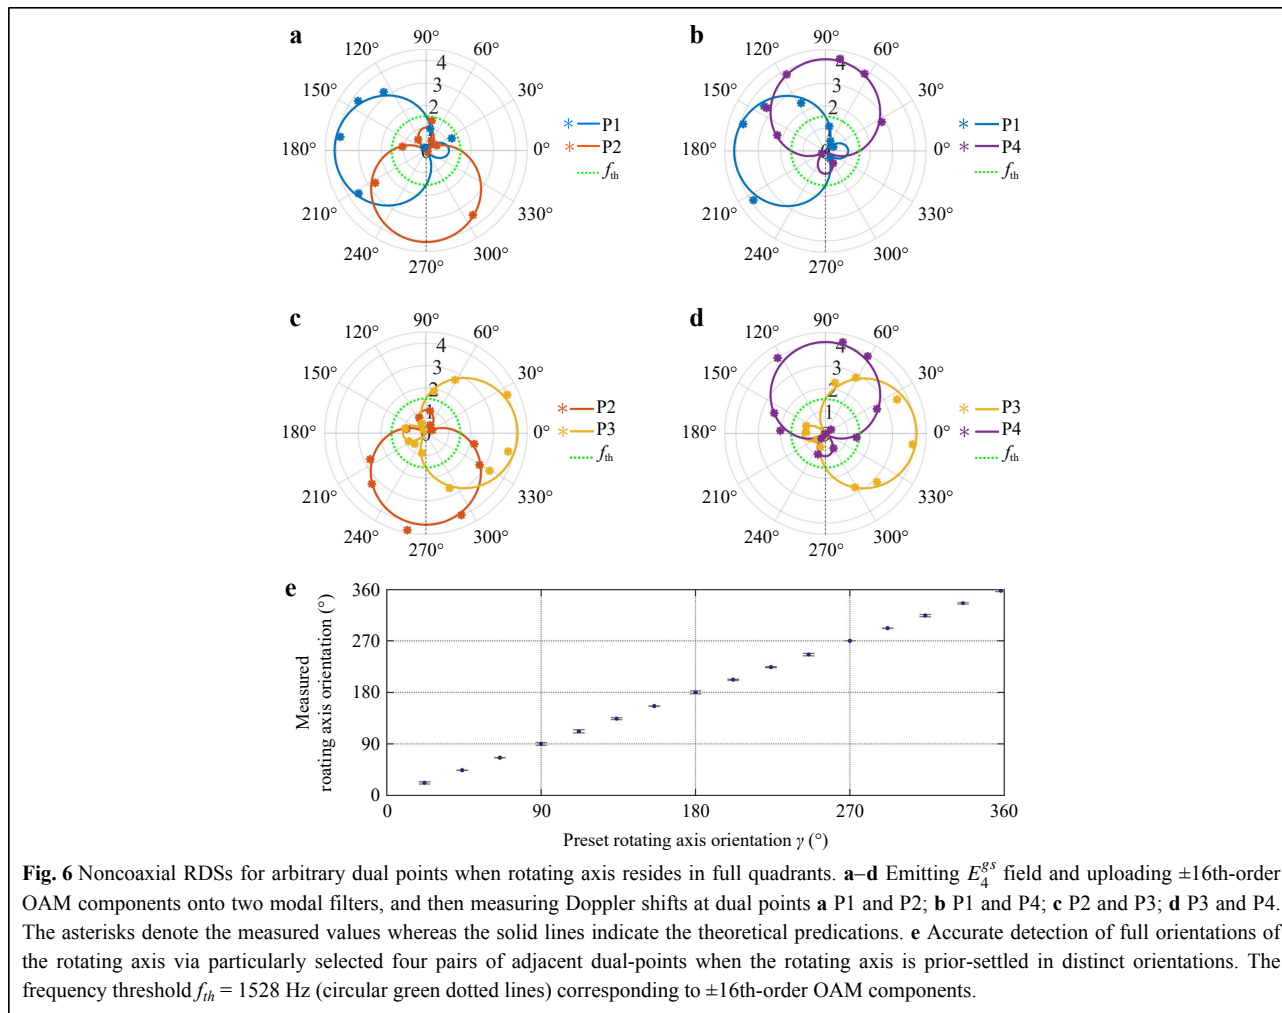 a
90°
120°
60°
150°
30°
180°
0°
210°
330°
240°
300°
270°
4
3
2
1
0
P1
P2
f_th
b
90°
120°
60°
150°
30°
180°
0°
210°
330°
240°
300°
270°
4
3
2
1
P1
P4
f_th
c
90°
120°
60°
150°
30°
180°
0°
210°
330°
240°
300°
270°
4
3
2
1
P2
P3
f_th
d
90°
120°
60°
150°
30°
180°
0°
210°
330°
240°
300°
270°
4
3
2
1
P3
P4
f_th
e
Measured
roating axis orientation (°)
360
270
180
90
0
0 90 180 270 360
Preset rotating axis orientation γ (°)
Fig. 6 Noncoaxial RDSs for arbitrary dual points when rotating axis resides in full quadrants. a–d Emitting E_4^{gs} field and uploading ±16th-order
OAM components onto two modal filters, and then measuring Doppler shifts at dual points a P1 and P2; b P1 and P4; c P2 and P3; d P3 and P4.
The asterisks denote the measured values whereas the solid lines indicate the theoretical predications. e Accurate detection of full orientations of
the rotating axis via particularly selected four pairs of adjacent dual-points when the rotating axis is prior-settled in distinct orientations. The
frequency threshold f_th = 1528 Hz (circular green dotted lines) corresponding to ±16th-order OAM components.